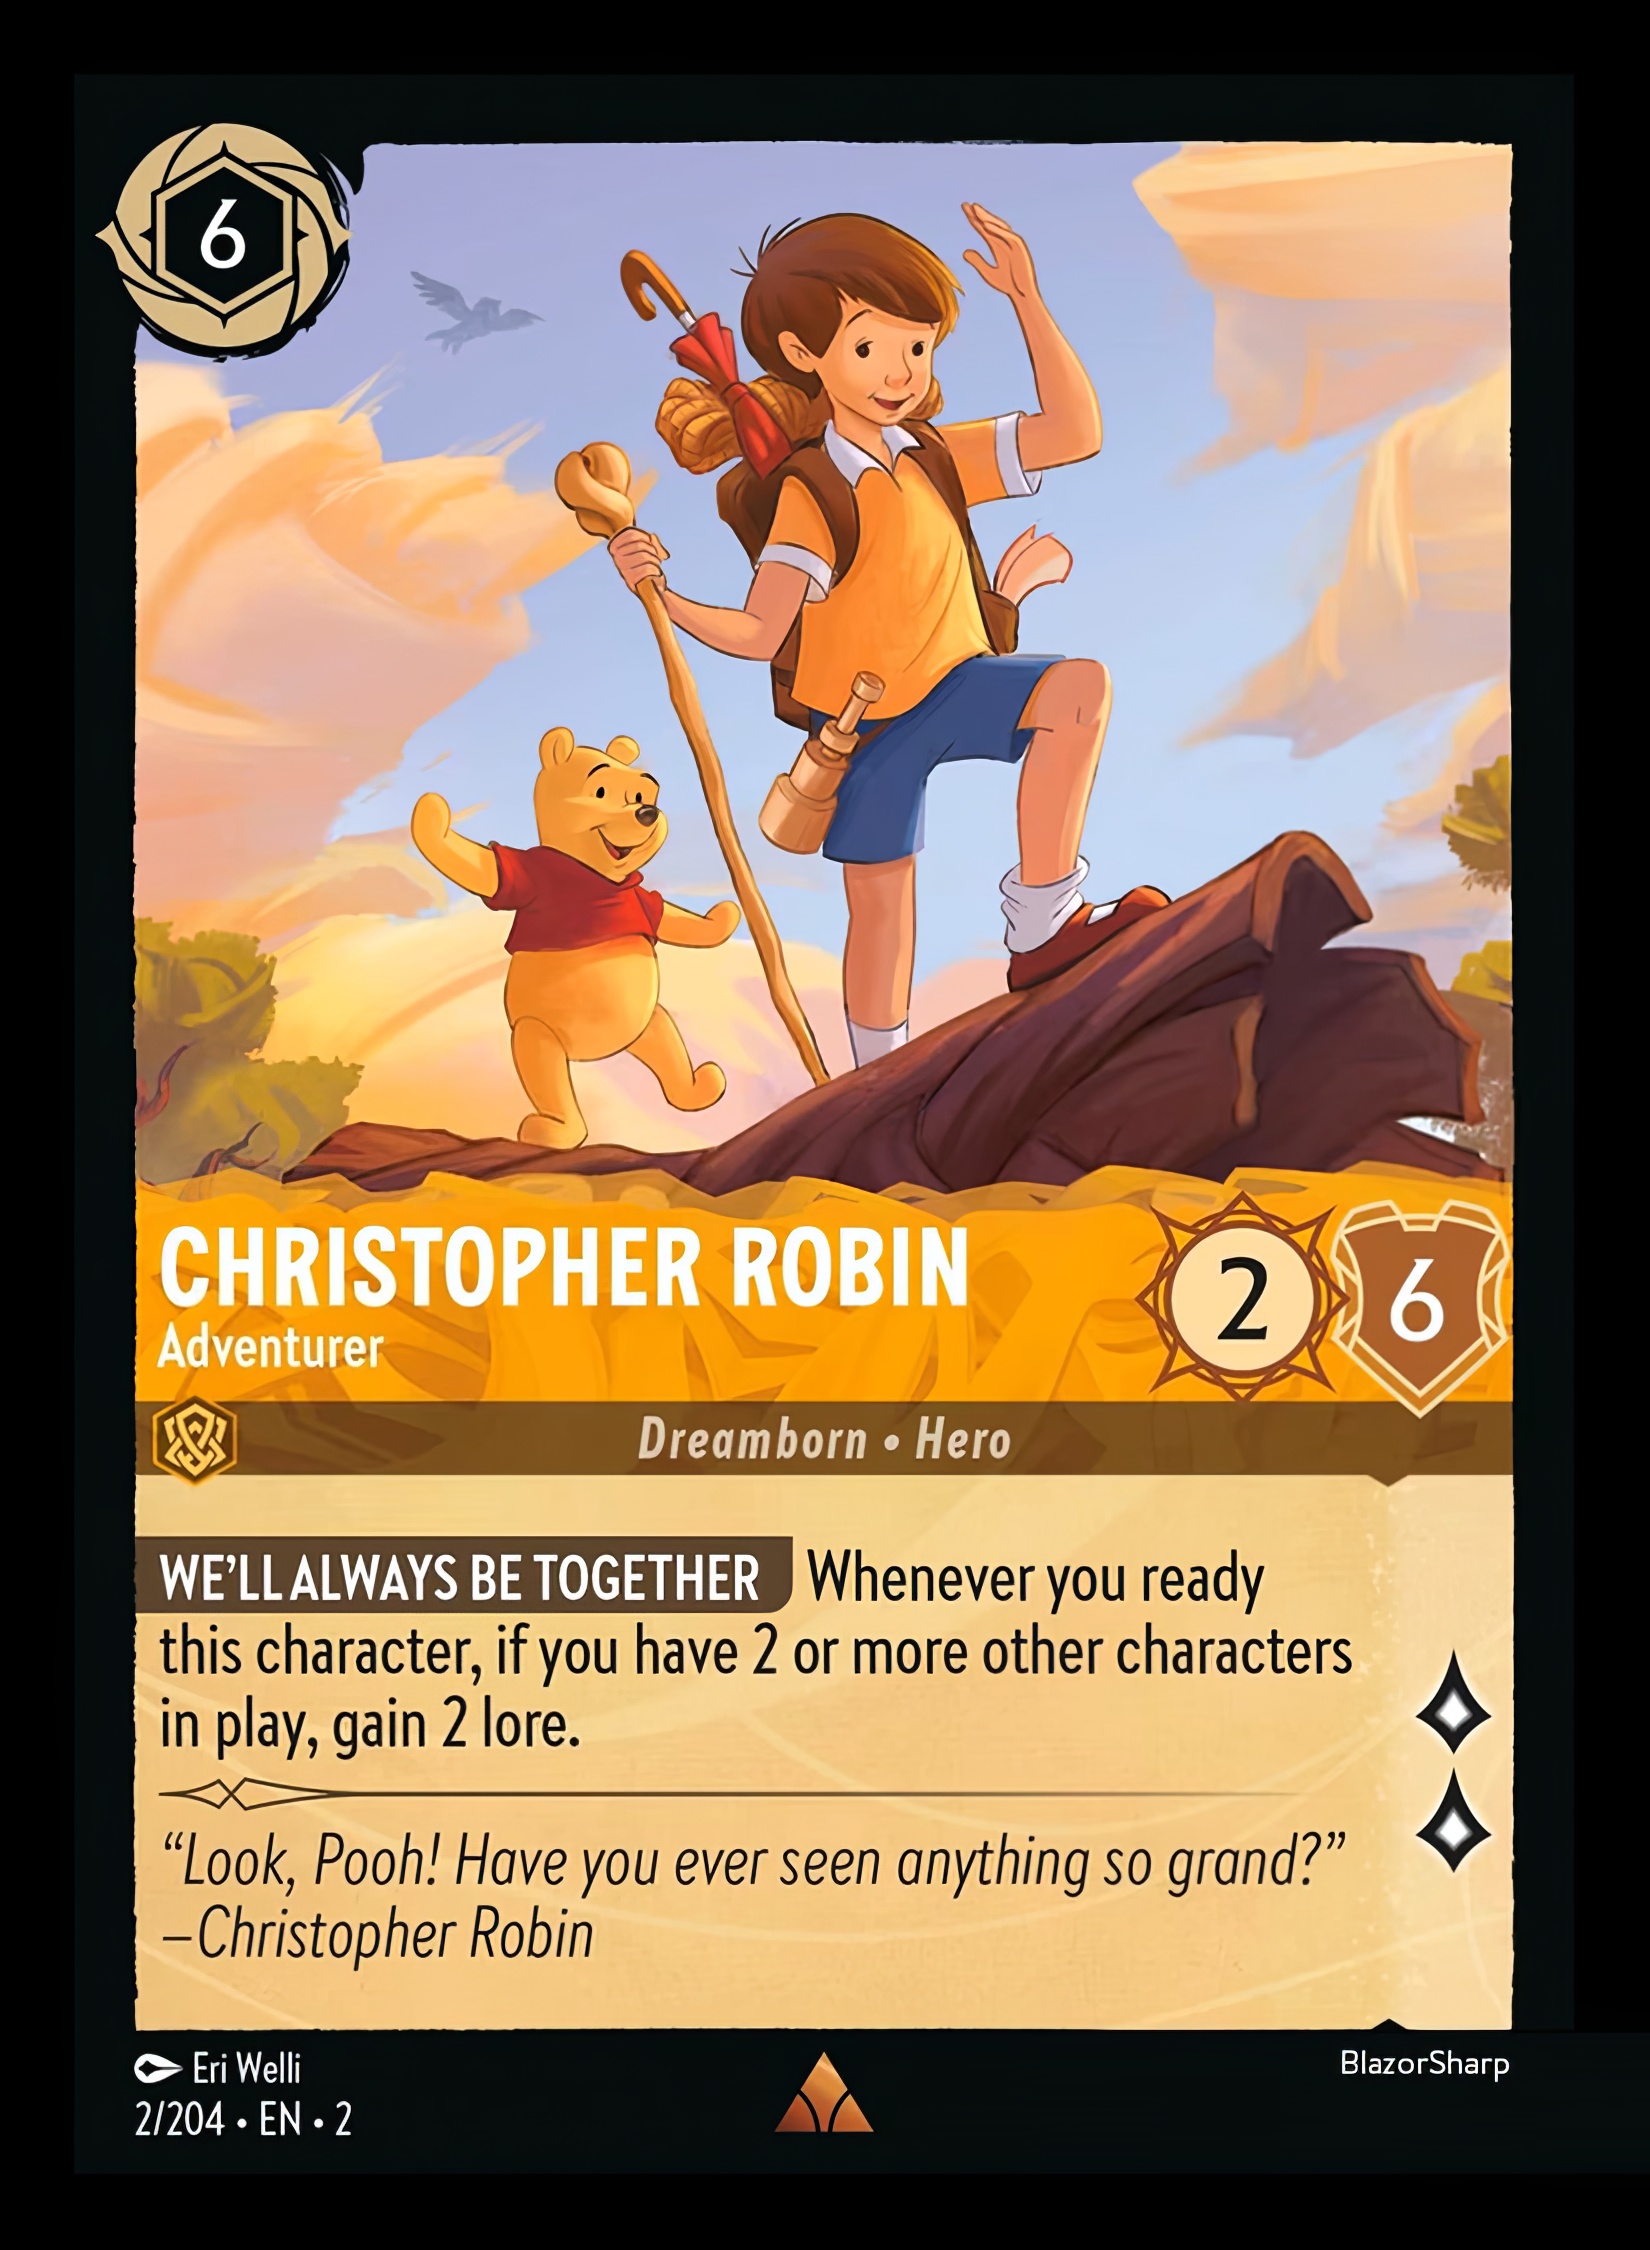 6
CHRISTOPHER ROBIN
Adventurer
2
6
Dreamborn • Hero
WE'LL ALWAYS BE TOGETHER Whenever you ready
this character, if you have 2 or more other characters
in play, gain 2 lore.
“Look, Pooh! Have you ever seen anything so grand?”
–Christopher Robin
Eri Welli
2/204 • EN • 2
BlazorSharp